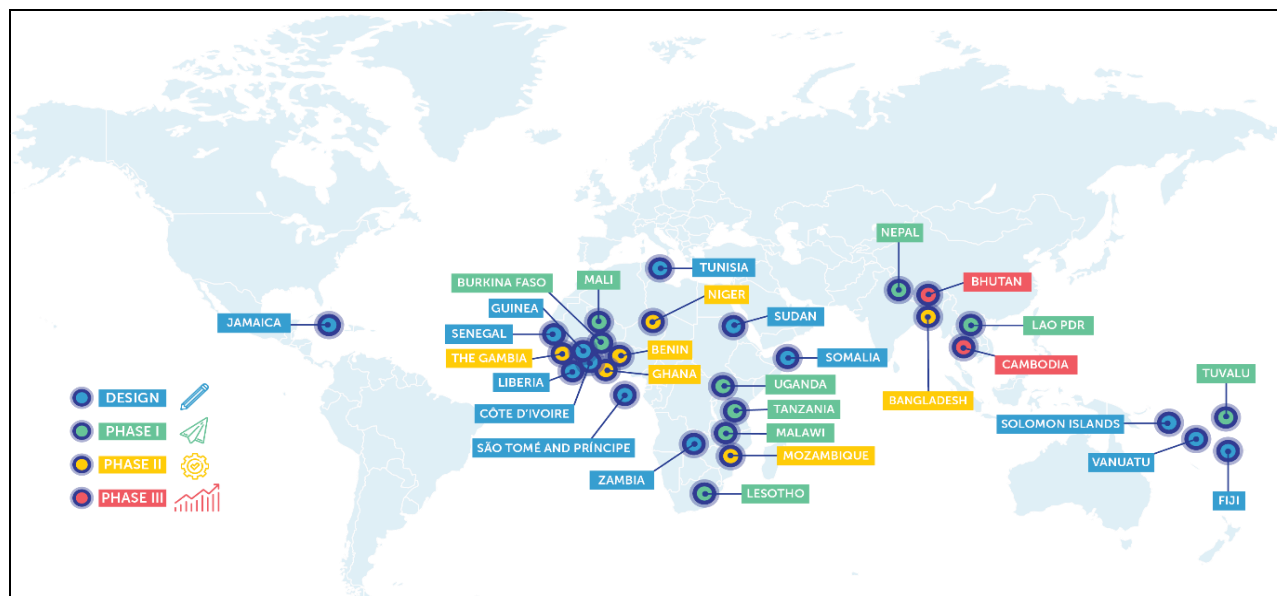 NEPAL
TUNISIA
BHUTAN
MALI
BURKINA FASO
NIGER
GUINEA
JAMAICA
SUDAN
LAO PDR
SENEGAL
BENIN
THE GAMBIA
SOMALIA
CAMBODIA
GHANA
TUVALU
LIBERIA
UGANDA
DESIGN
BANGLADESH
TANZANIA
CÔTE D'IVOIRE
SOLOMON ISLANDS
PHASE I
MALAWI
SÃO TOMÉ AND PRÍNCIPE
MOZAMBIQUE
VANUATU
PHASE II
ZAMBIA
LESOTHO
PHASE III
FIJI